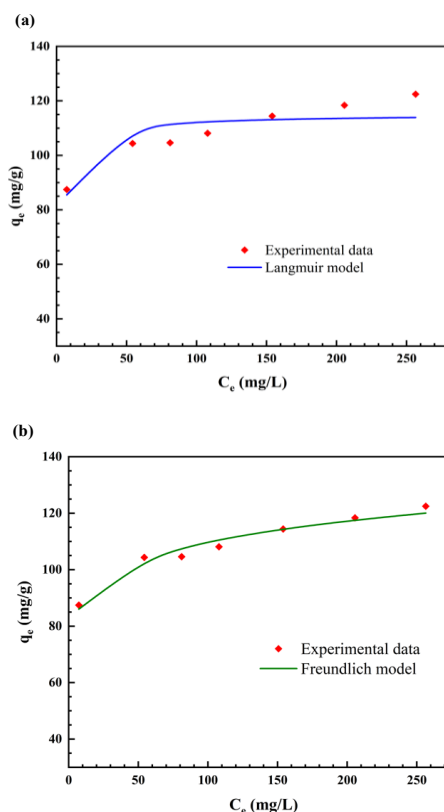 (a)
140
120
100
80
60
40
qe (mg/g)
Experimental data
Langmuir model
0 50 100 150 200 250
Ce (mg/L)
(b)
140
120
100
80
60
40
qe (mg/g)
Experimental data
Freundlich model
0 50 100 150 200 250
Ce (mg/L)